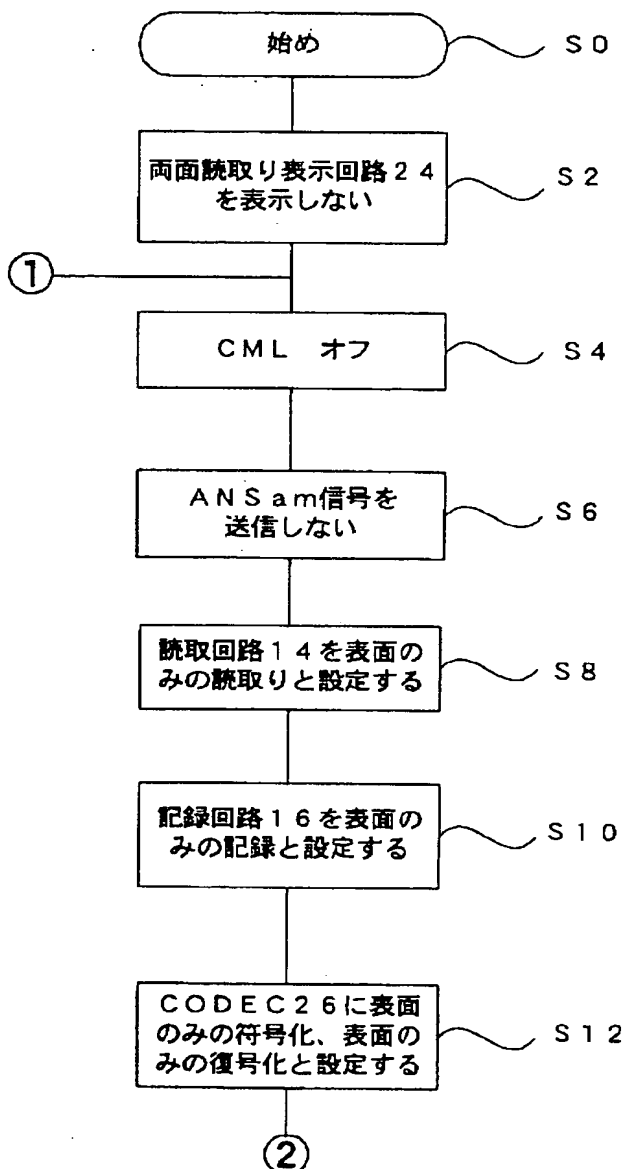 始め
S0
両面読取り表示回路24
を表示しない
S2
①
CML オフ
S4
ANSam信号を
送信しない
S6
読取回路14を表面の
みの読取りと設定する
S8
記録回路16を表面の
みの記録と設定する
S10
CODEC26に表面
のみの符号化、表面の
みの復号化と設定する
S12
②